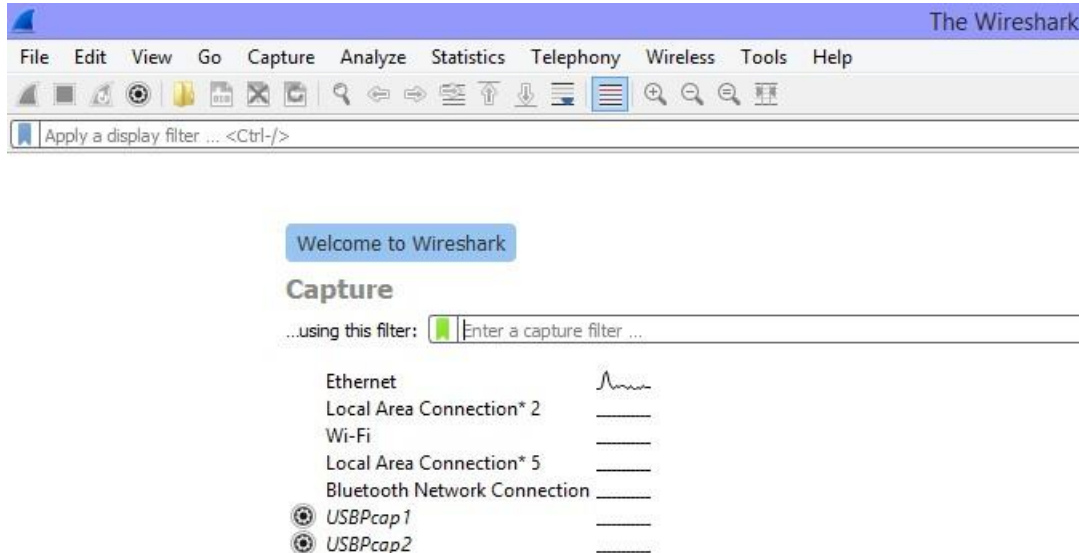 The Wireshark
File Edit View Go Capture Analyze Statistics Telephony Wireless Tools Help
Apply a display filter ... <Ctrl-/>
Welcome to Wireshark
Capture
...using this filter: Enter a capture filter ...
Ethernet
Local Area Connection* 2
Wi-Fi
Local Area Connection* 5
Bluetooth Network Connection
USBPcap1
USBPcap2